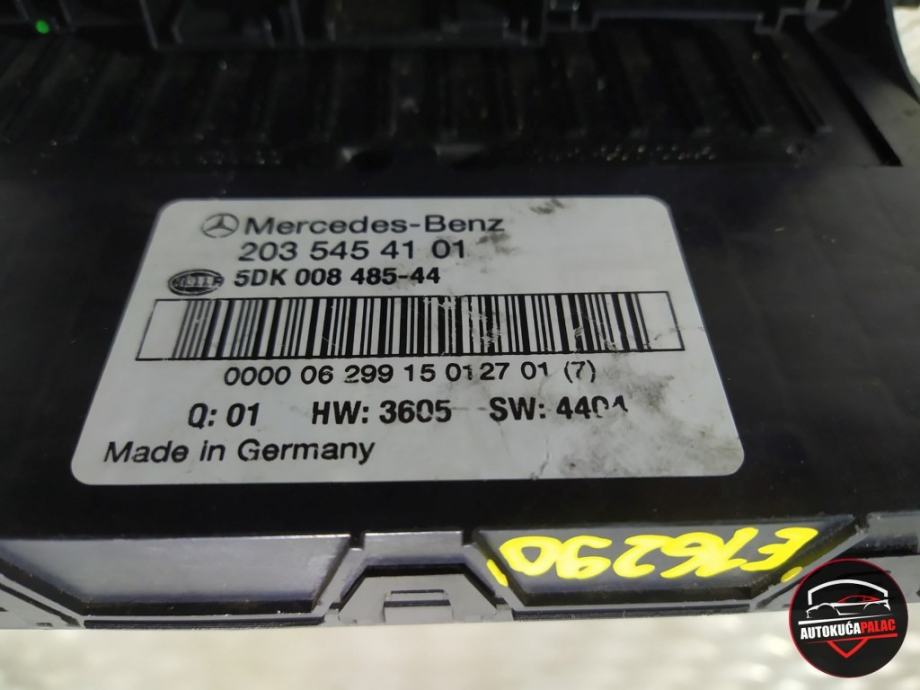 Mercedes-Benz
203 545 41 01
HELLA 5DK 008 485-44
0000 06 299 15 0127 01 (7)
Q: 01 HW: 3605 SW: 4404
Made in Germany
E76290
AUTOKUĆAPALAC